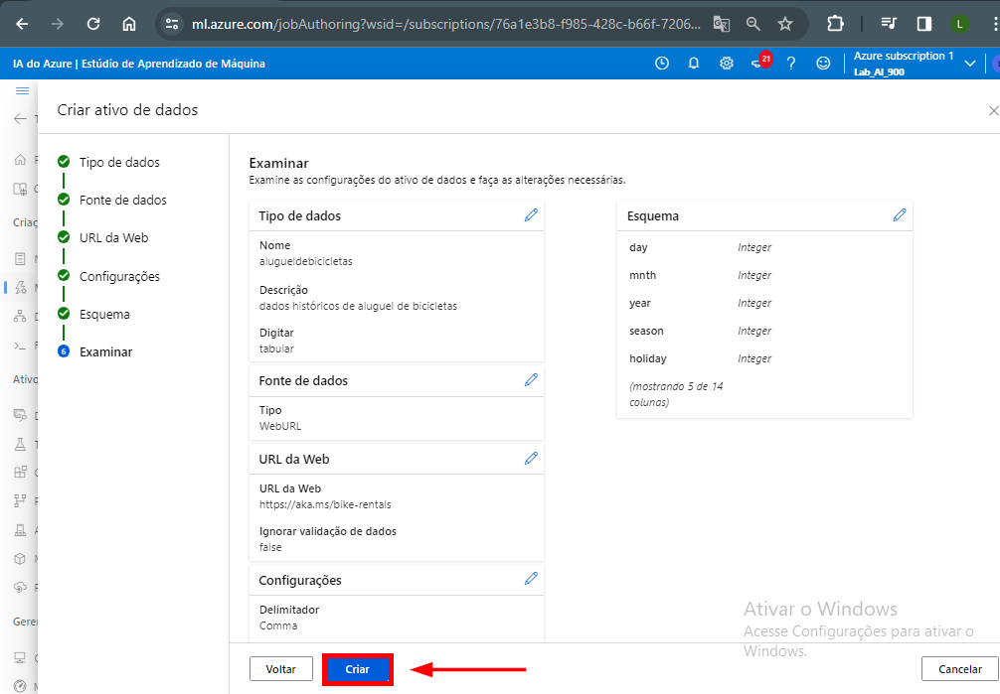 ml.azure.com/jobAuthoring?wsid=/subscriptions/76a1e3b8-f985-428c-b66f-7206...
L
IA do Azure | Estúdio de Aprendizado de Máquina
21
Azure subscription 1
Lab_AI_900
Criar ativo de dados
Tipo de dados
Fonte de dados
URL da Web
Configurações
Esquema
6 Examinar
Criaç
Ativo
Geren
Examinar
Examine as configurações do ativo de dados e faça as alterações necessárias.
Tipo de dados
Nome
alugueldebicicletas
Descrição
dados históricos de aluguel de bicicletas
Digitar
tabular
Fonte de dados
Tipo
WebURL
URL da Web
URL da Web
https://aka.ms/bike-rentals
Ignorar validação de dados
false
Configurações
Delimitador
Comma
Esquema
day Integer
mnth Integer
year Integer
season Integer
holiday Integer
(mostrando 5 de 14
colunas)
Ativar o Windows
Acesse Configurações para ativar o
Windows.
Voltar
Criar
Cancelar